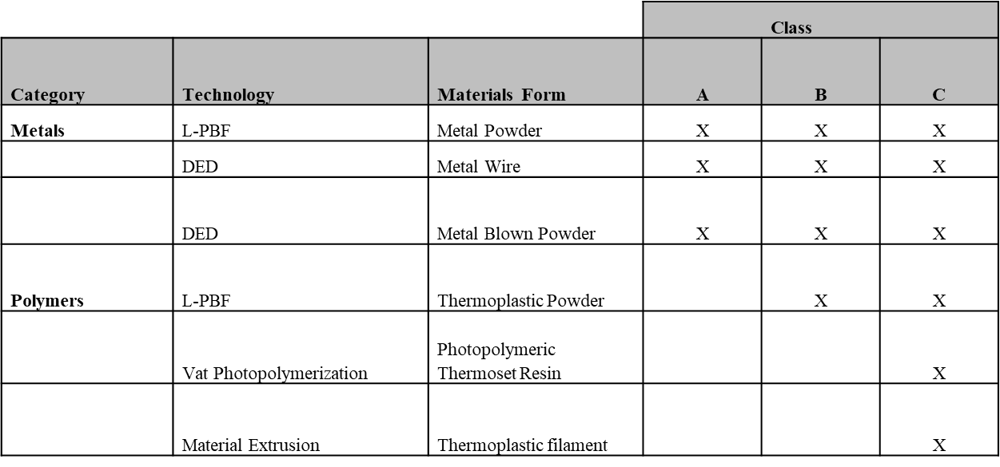 Class
Category Technology Materials Form A B C
Metals L-PBF Metal Powder X X X
DED Metal Wire X X X
DED Metal Blown Powder X X X
Polymers L-PBF Thermoplastic Powder X X
Photopolymeric
Vat Photopolymerization Thermoset Resin X
Material Extrusion Thermoplastic filament X